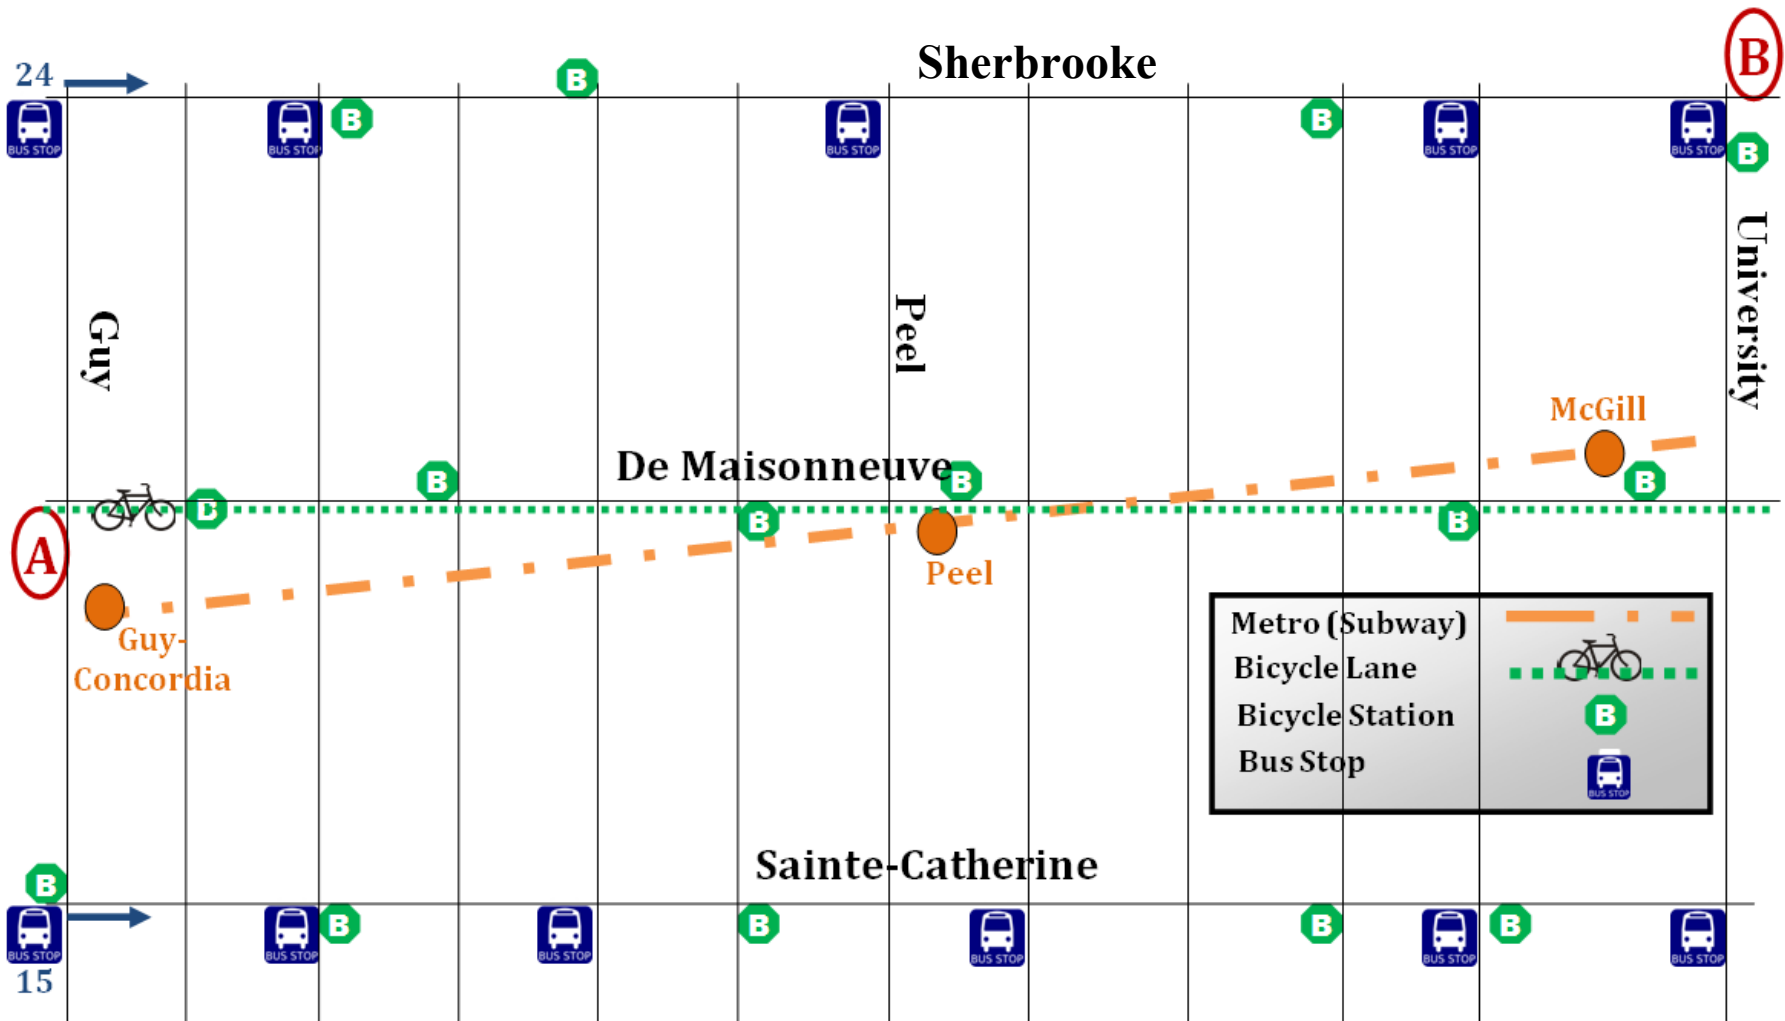 Sherbrooke
B
24
B
BUS STOP
BUS STOP
B
BUS STOP
B
BUS STOP
BUS STOP
B
Guy
Peel
University
McGill
De Maisonneuve
B
B
B
B
B
B
A
Peel
Guy-
Concordia
Metro (Subway)
Bicycle Lane
Bicycle Station
B
Bus Stop
BUS STOP
Sainte-Catherine
B
BUS STOP
BUS STOP
B
BUS STOP
B
BUS STOP
B
BUS STOP
B
BUS STOP
15